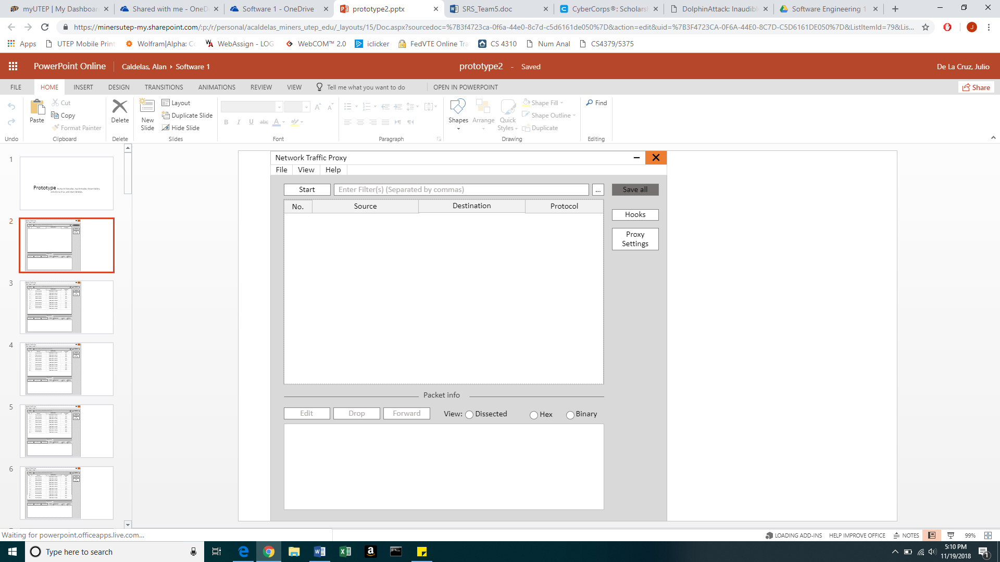 myUTEP | My Dashboar
Shared with me - OneD
Software 1 - OneDrive
prototype2.pptx
SRS_Team5.doc
CyberCorps®: Scholarsh
DolphinAttack: Inaudibl
Software Engineering 1
https://minersutep-my.sharepoint.com/:p:/r/personal/acaldelas_miners_utep_edu/_layouts/15/Doc.aspx?sourcedoc=%7B3f4723ca-0f6a-44e0-8c7d-c5d6161de050%7D&action=edit&uid=%7B3F4723CA-0F6A-44E0-8C7D-C5D6161DE050%7D&ListItemId=79&Lis...
J
Apps
UTEP Mobile Print
Wolfram|Alpha: Co
WebAssign - LOG
WebCOM™ 2.0
iclicker
FedVTE Online Tra
CS 4310
Num Anal
CS4379/5375
PowerPoint Online
Caldelas, Alan
Software 1
prototype2 - Saved
De La Cruz, Julio
FILE
HOME
INSERT
DESIGN
TRANSITIONS
ANIMATIONS
REVIEW
VIEW
Tell me what you want to do
OPEN IN POWERPOINT
Share
Undo
Paste
Cut
Copy
Format Painter
Clipboard
Delete
Delete
New Slide
Layout
Duplicate Slide
Hide Slide
Slides
B I U abc A aby
Font
Paragraph
Shapes
Arrange
Quick Styles
Shape Fill
Shape Outline
Duplicate
Drawing
Find
Editing
1
Prototype
2
3
4
5
6
Network Traffic Proxy
File
View
Help
Start
Enter Filter(s) (Separated by commas)
...
Save all
No.
Source
Destination
Protocol
Hooks
Proxy
Settings
Packet info
Edit
Drop
Forward
View:
Dissected
Hex
Binary
Waiting for powerpoint.officeapps.live.com...
LOADING ADD-INS
HELP IMPROVE OFFICE
NOTES
99%
Type here to search
5:10 PM
11/19/2018
1